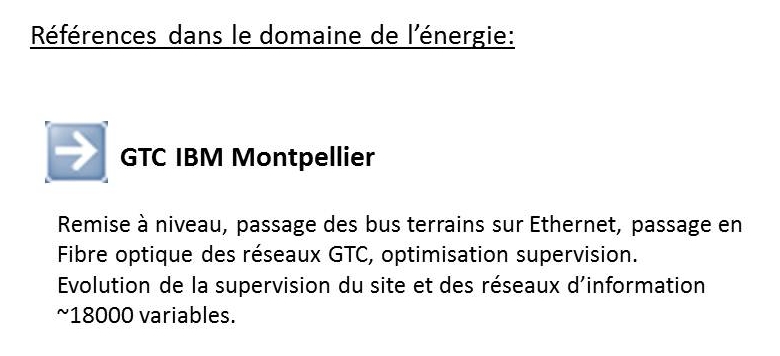 Références dans le domaine de l’énergie:
GTC IBM Montpellier
Remise à niveau, passage des bus terrains sur Ethernet, passage en
Fibre optique des réseaux GTC, optimisation supervision.
Evolution de la supervision du site et des réseaux d’information
~18000 variables.